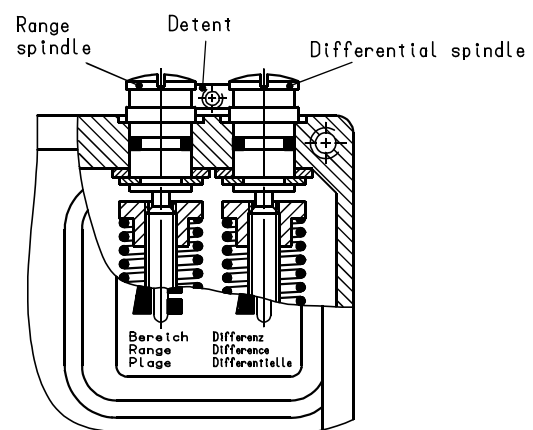 Range
spindle
Detent
Differential spindle
Bereich
Range
Plage
Differenz
Difference
Differentielle